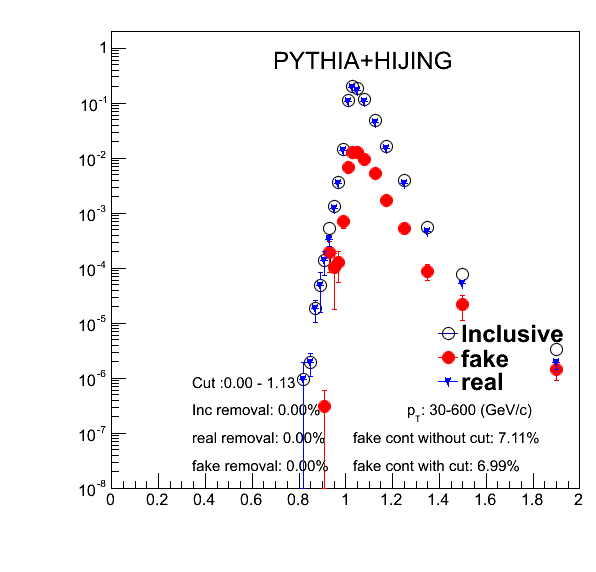 PYTHIA+HIJING
1
10-1
10-2
10-3
10-4
10-5
10-6
10-7
10-8
Inclusive
fake
real
Cut :0.00 - 1.13
Inc removal: 0.00%
pT: 30-600 (GeV/c)
real removal: 0.00%
fake cont without cut: 7.11%
fake removal: 0.00%
fake cont with cut: 6.99%
0 0.2 0.4 0.6 0.8 1 1.2 1.4 1.6 1.8 2